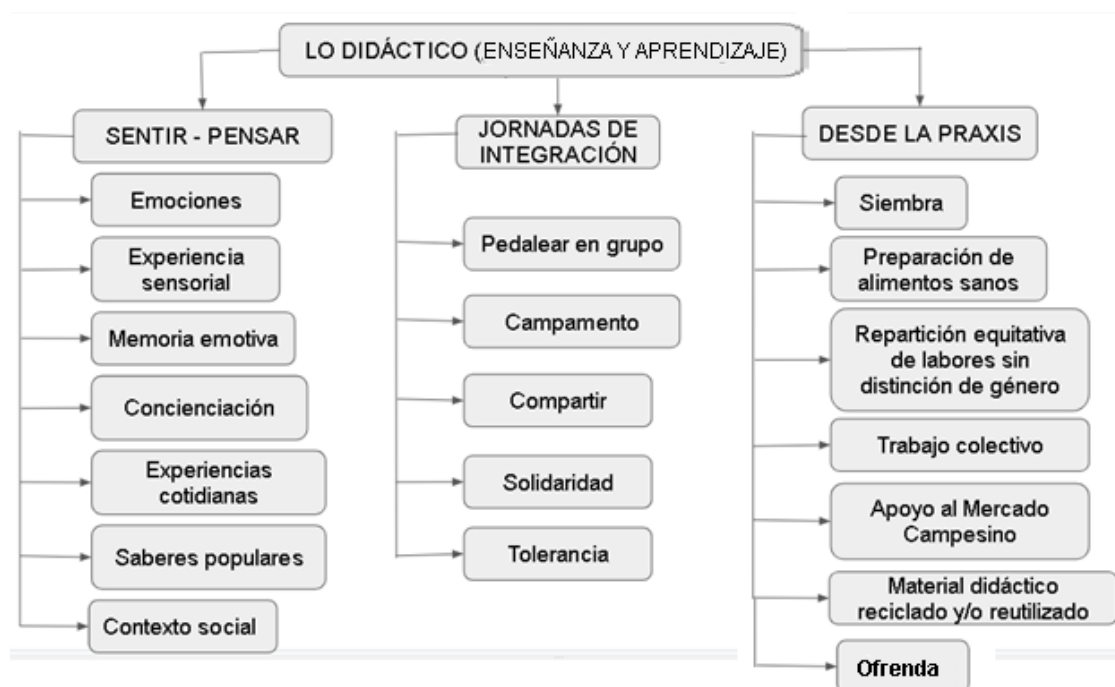 LO DIDÁCTICO (ENSEÑANZA Y APRENDIZAJE)
SENTIR - PENSAR
Emociones
Experiencia
sensorial
Memoria emotiva
Concienciación
Experiencias
cotidianas
Saberes populares
Contexto social
JORNADAS DE
INTEGRACIÓN
Pedalear en grupo
Campamento
Compartir
Solidaridad
Tolerancia
DESDE LA PRAXIS
Siembra
Preparación de
alimentos sanos
Repartición equitativa
de labores sin
distinción de género
Trabajo colectivo
Apoyo al Mercado
Campesino
Material didáctico
reciclado y/o reutilizado
Ofrenda